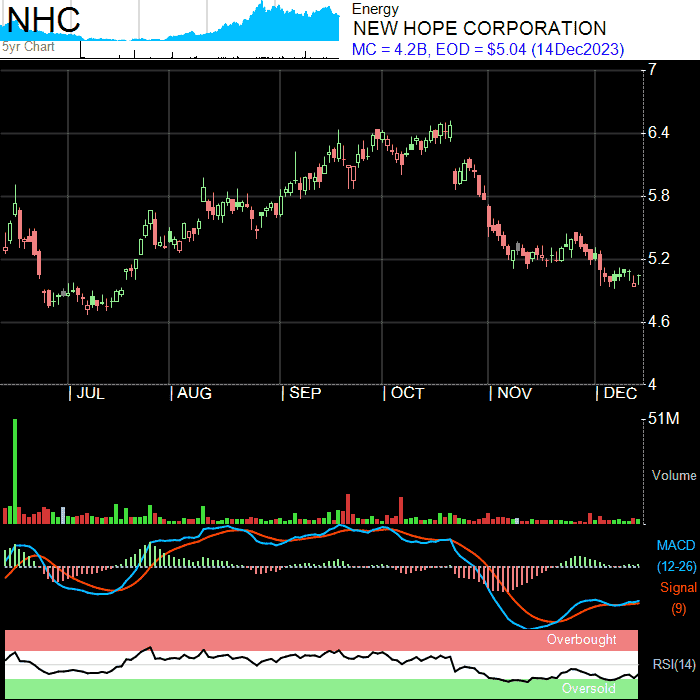 NHC
5yr Chart
Energy
NEW HOPE CORPORATION
MC = 4.2B, EOD = $5.04 (14Dec2023)
7
6.4
5.8
5.2
4.6
4
JUL AUG SEP OCT NOV DEC
51M
Volume
MACD
(12-26)
Signal
(9)
Overbought
RSI(14)
Oversold